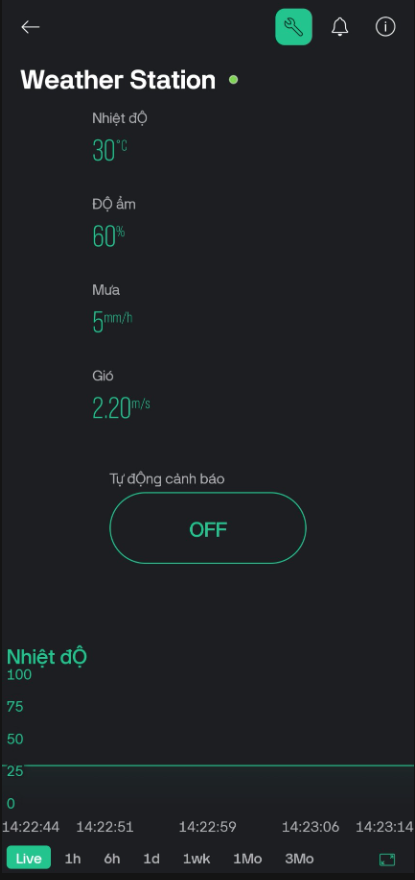 Weather Station
Nhiệt độ
30°C
Độ ẩm
60%
Mưa
5mm/h
Gió
2.20m/s
Tự động cảnh báo
OFF
Nhiệt độ
100
75
50
25
0
14:22:44 14:22:51 14:22:59 14:23:06 14:23:14
Live 1h 6h 1d 1wk 1Mo 3Mo